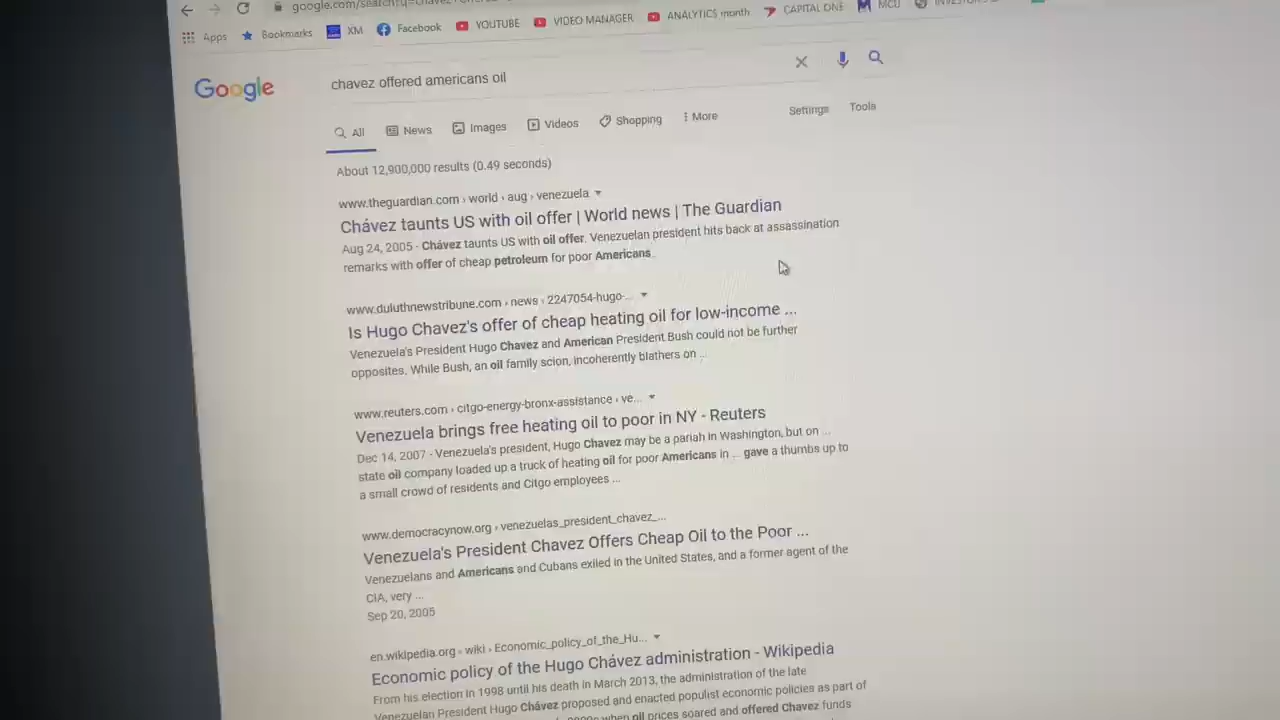 google.com/search?q=chavez
Apps Bookmarks XM Facebook YOUTUBE VIDEO MANAGER ANALYTICS month CAPITAL ONE MCU
Google chavez offered americans oil
All News Images Videos Shopping More Settings Tools
About 12,900,000 results (0.49 seconds)
www.theguardian.com › world › aug › venezuela
Chávez taunts US with oil offer | World news | The Guardian
Aug 24, 2005 - Chávez taunts US with oil offer. Venezuelan president hits back at assassination
remarks with offer of cheap petroleum for poor Americans.
www.duluthnewstribune.com › news › 2247054-hugo-...
Is Hugo Chavez's offer of cheap heating oil for low-income ...
Venezuela's President Hugo Chavez and American President Bush could not be further
opposites. While Bush, an oil family scion, incoherently blathers on ...
www.reuters.com › citgo-energy-bronx-assistance › ve...
Venezuela brings free heating oil to poor in NY - Reuters
Dec 14, 2007 - Venezuela's president, Hugo Chavez may be a pariah in Washington, but on ...
state oil company loaded up a truck of heating oil for poor Americans in ... gave a thumbs up to
a small crowd of residents and Citgo employees ...
www.democracynow.org › venezuelas_president_chavez_...
Venezuela's President Chavez Offers Cheap Oil to the Poor ...
Venezuelans and Americans and Cubans exiled in the United States, and a former agent of the
CIA, very ...
Sep 20, 2005
en.wikipedia.org › wiki › Economic_policy_of_the_Hu...
Economic policy of the Hugo Chávez administration - Wikipedia
From his election in 1998 until his death in March 2013, the administration of the late
Venezuelan President Hugo Chávez proposed and enacted populist economic policies as part of
when oil prices soared and offered Chavez funds